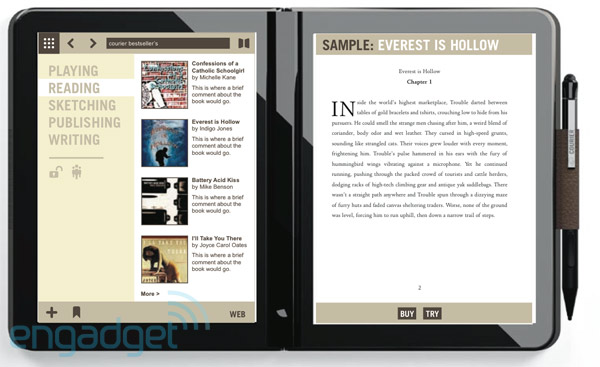 courier bestseller's
PLAYING
READING
SKETCHING
PUBLISHING
WRITING
Confessions of a
Catholic Schoolgirl
by Michelle Kane
This is where a brief
comment about the
book would go.
Everest is Hollow
by Indigo Jones
This is where a brief
comment about the
book would go.
Battery Acid Kiss
by Mike Benson
This is where a brief
comment about the
book would go.
I'll Take You There
by Joyce Carol Oates
This is where a brief
comment about the
book would go.
More >
WEB
SAMPLE: EVEREST IS HOLLOW
Everest is Hollow
Chapter 1
IN side the world's highest marketplace, Trouble darted between
tables of gold bracelets and tshirts, crouching low to hide from his
pursuers. He could smell the strange men chasing after him, a weird blend of
coriander, body odor and wet leather. They cursed in high-speed grunts,
sounding like strangled cats. Their voices grew louder with every moment,
frightening him. Trouble's pulse hammered in his ears with the fury of
hummingbird wings vibrating against a microphone. Yet he continued
running, pushing through the packed crowd of tourists and cattle herders,
dodging racks of high-tech climbing gear and antique yak saddlebags. There
wasn't a straight path anywhere and Trouble spun through a dizzying maze
of furry huts and faded canvas sheltering traders. Worse, none of the ground
was level, forcing him to run uphill, then down a narrow trail of steps.
2
BUY TRY
COURIER
engadget